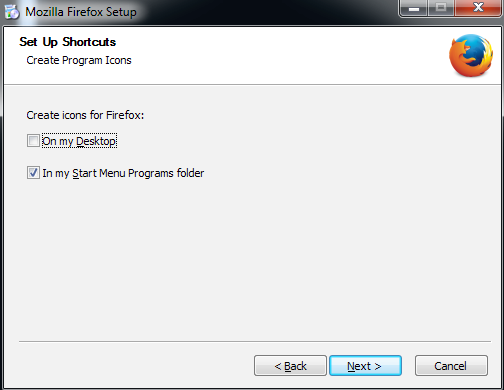 Mozilla Firefox Setup
Set Up Shortcuts
Create Program Icons
Create icons for Firefox:
On my Desktop
In my Start Menu Programs folder
< Back Next > Cancel